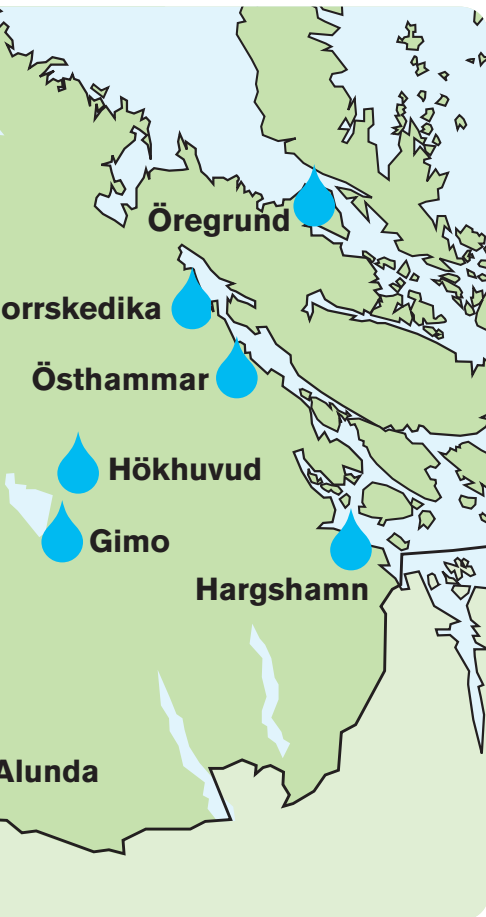 Öregrund
orrskedika
Östhammar
Hökhuvud
Gimo
Hargshamn
Alunda